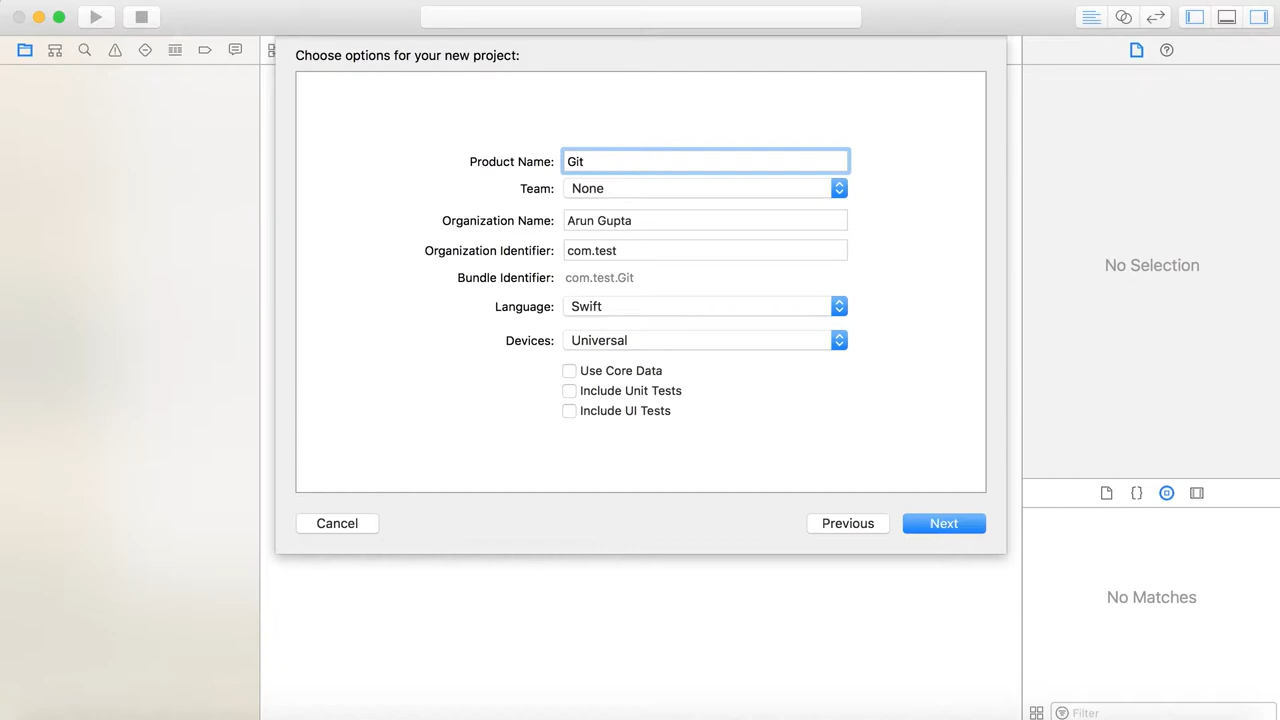 Choose options for your new project:
Product Name: Git
Team: None
Organization Name: Arun Gupta
Organization Identifier: com.test
Bundle Identifier: com.test.Git
Language: Swift
Devices: Universal
Use Core Data
Include Unit Tests
Include UI Tests
Cancel
Previous
Next
No Selection
No Matches
Filter